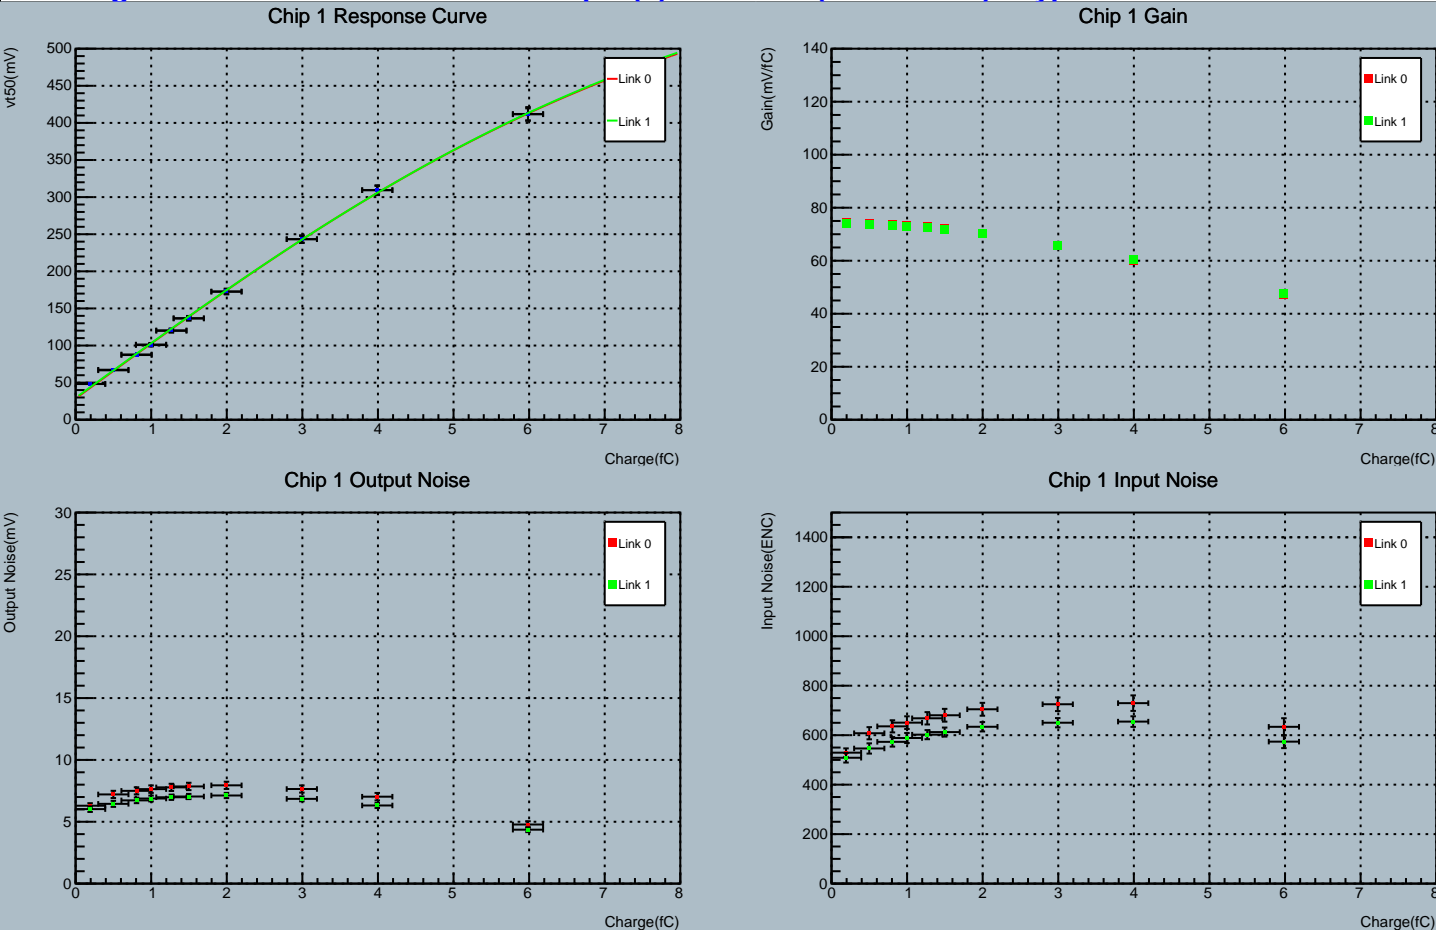 Chip 1 Response Curve
vt50(mV)
500
450
400
350
300
250
200
150
100
50
0
0 1 2 3 4 5 6 7 8
Charge(fC)
Link 0
Link 1
Chip 1 Gain
Gain(mV/fC)
140
120
100
80
60
40
20
0
0 1 2 3 4 5 6 7 8
Charge(fC)
Link 0
Link 1
Chip 1 Output Noise
Output Noise(mV)
30
25
20
15
10
5
0
0 1 2 3 4 5 6 7 8
Charge(fC)
Link 0
Link 1
Chip 1 Input Noise
Input Noise(ENC)
1400
1200
1000
800
600
400
200
0
0 1 2 3 4 5 6 7 8
Charge(fC)
Link 0
Link 1